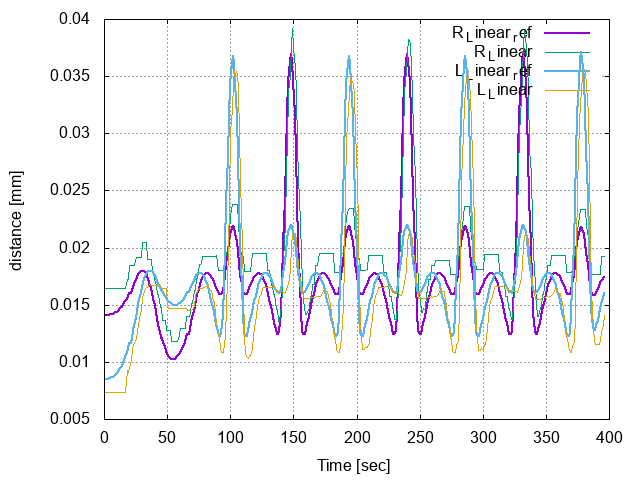 0.04
0.035
0.03
0.025
0.02
0.015
0.01
0.005
0 50 100 150 200 250 300 350 400
distance [mm]
Time [sec]
R_Linear_ref
R_Linear
L_Linear_ref
L_Linear